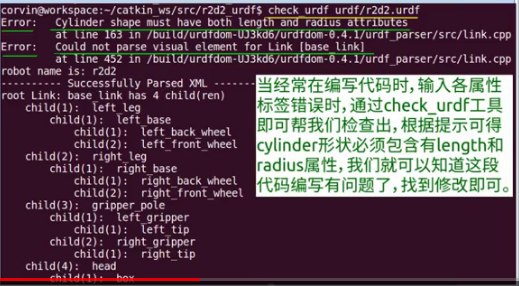 corvin@workspace:~/catkin_ws/src/r2d2_urdf$ check_urdf urdf/r2d2.urdf
Error:   Cylinder shape must have both length and radius attributes
at line 163 in /build/urdfdom-UJ3kd6/urdfdom-0.4.1/urdf_parser/src/link.cpp
Error:   Could not parse visual element for Link [base_link]
at line 452 in /build/urdfdom-UJ3kd6/urdfdom-0.4.1/urdf_parser/src/link.cpp
robot name is: r2d2
---------- Successfully Parsed XML -------
root Link: base_link has 4 child(ren)
child(1):  left_leg
child(1):  left_base
child(1):  left_back_wheel
child(2):  left_front_wheel
child(2):  right_leg
child(1):  right_base
child(1):  right_back_wheel
child(2):  right_front_wheel
child(3):  gripper_pole
child(1):  left_gripper
child(1):  left_tip
child(2):  right_gripper
child(1):  right_tip
child(4):  head
child(1):  box
当经常在编写代码时,输入各属性
标签错误时,通过check_urdf工具
即可帮我们检查出,根据提示可得
cylinder形状必须包含有length和
radius属性,我们就可以知道这段
代码编写有问题了,找到修改即可。